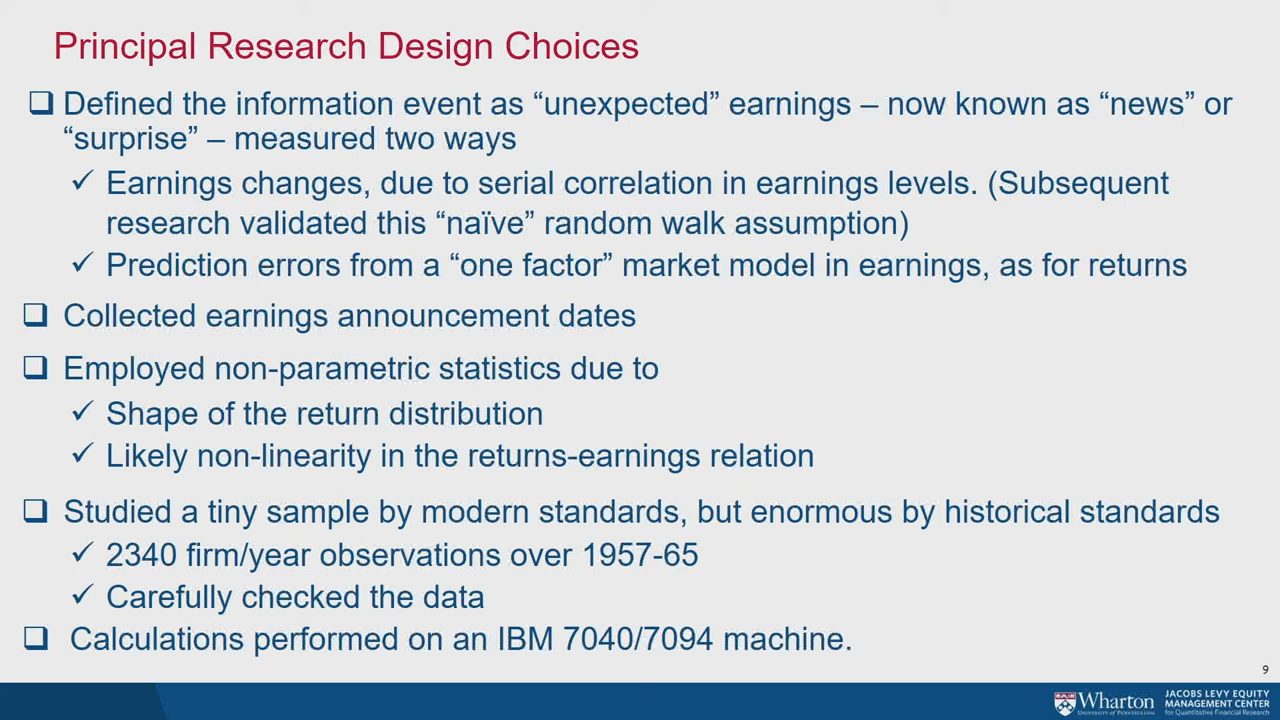 Principal Research Design Choices
❑ Defined the information event as “unexpected” earnings – now known as “news” or
“surprise” – measured two ways
✓ Earnings changes, due to serial correlation in earnings levels. (Subsequent
research validated this “naïve” random walk assumption)
✓ Prediction errors from a “one factor” market model in earnings, as for returns
❑ Collected earnings announcement dates
❑ Employed non-parametric statistics due to
✓ Shape of the return distribution
✓ Likely non-linearity in the returns-earnings relation
❑ Studied a tiny sample by modern standards, but enormous by historical standards
✓ 2340 firm/year observations over 1957-65
✓ Carefully checked the data
❑ Calculations performed on an IBM 7040/7094 machine.
9
Wharton
UNIVERSITY of PENNSYLVANIA
JACOBS LEVY EQUITY
MANAGEMENT CENTER
for Quantitative Financial Research